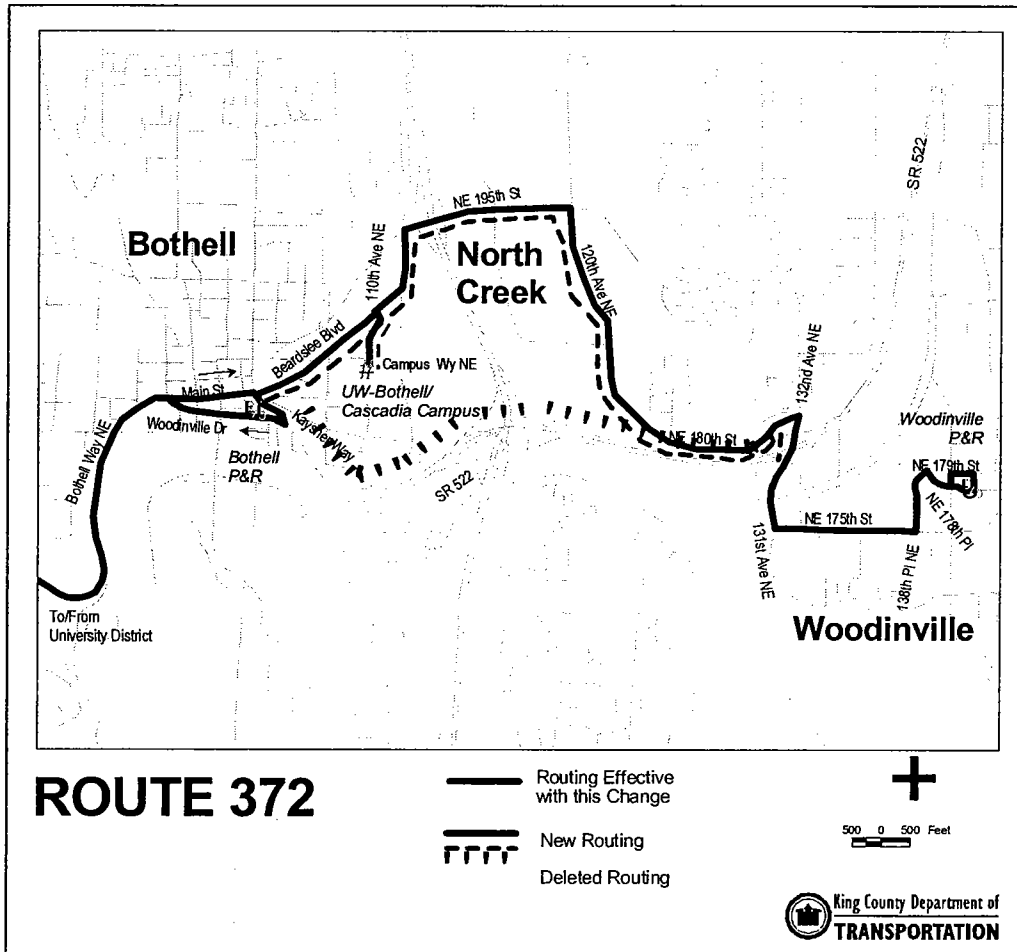 NE 195th St
SR 522
Bothell
110th Ave NE
North
Creek
120th Ave NE
Beardslee Blvd
Campus Wy NE
132nd Ave NE
UW-Bothell/
Cascadia Campus
Main St
Woodinville Dr
Kaysner Way
Bothell
P&R
Bothell Way NE
SR 522
NE 180th St
Woodinville
P&R
NE 179th St
NE 178th Pl
NE 175th St
131st Ave NE
138th Pl NE
To/From
University District
Woodinville
ROUTE 372
Routing Effective
with this Change
New Routing
Deleted Routing
500 0 500 Feet
King County Department of
TRANSPORTATION